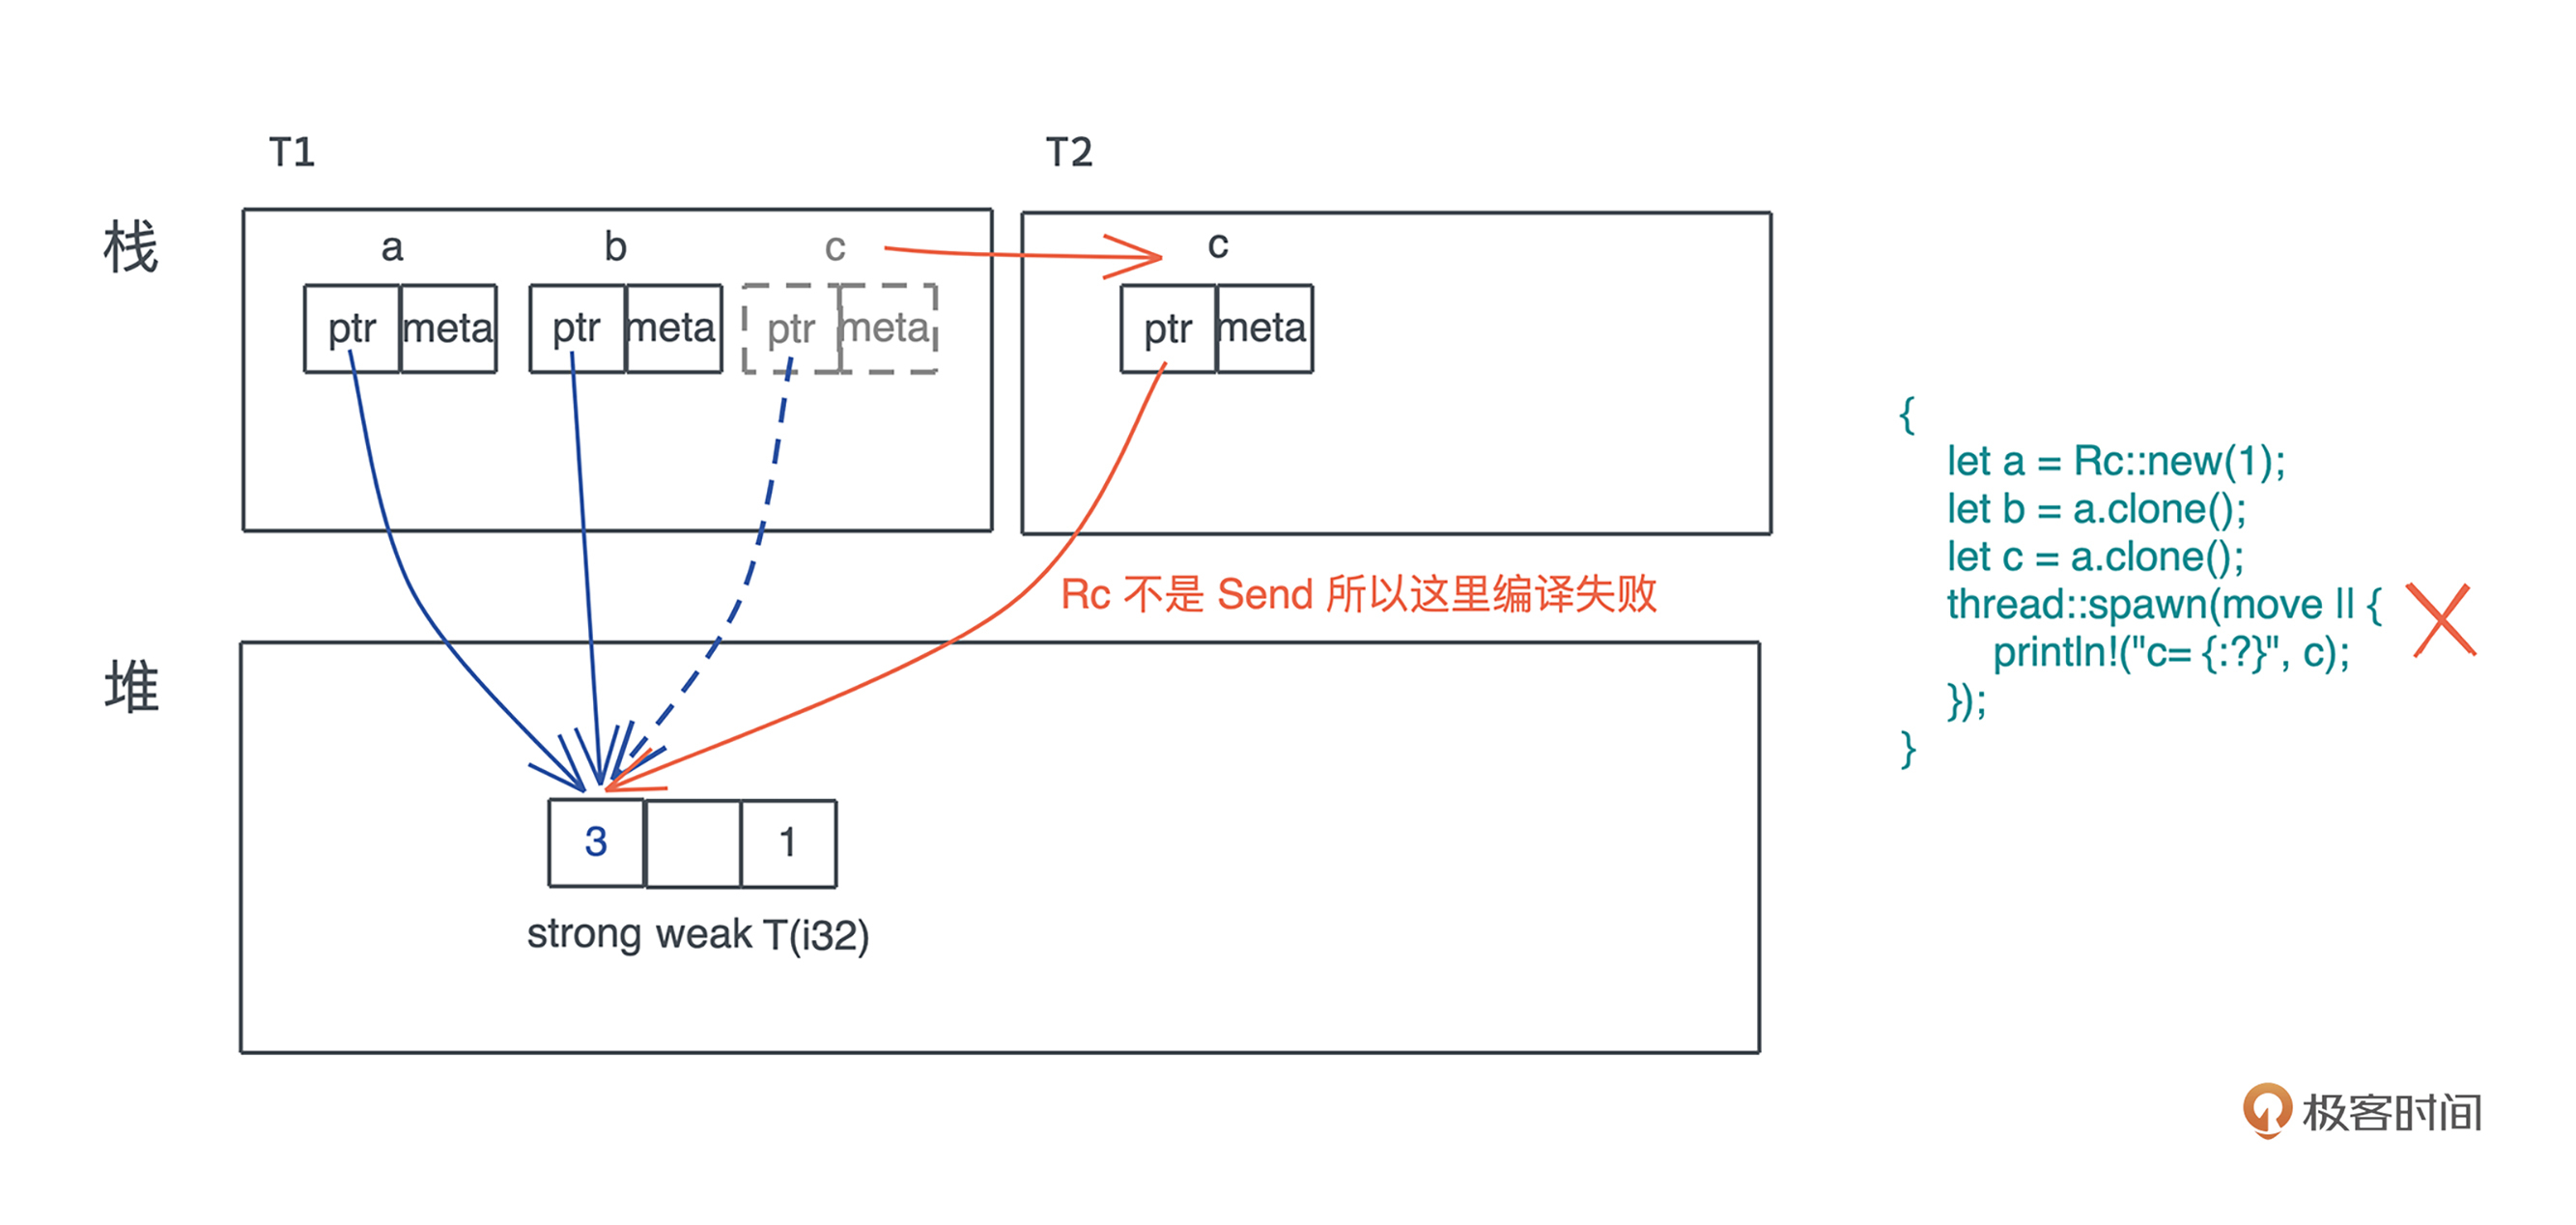 T1
T2
栈
a
b
c
c
ptr
meta
ptr
meta
ptr
meta
ptr
meta
Rc 不是 Send 所以这里编译失败
堆
3
1
strong weak T(i32)
{
let a = Rc::new(1);
let b = a.clone();
let c = a.clone();
thread::spawn(move || {
println!("c= {:?}", c);
});
}
极客时间